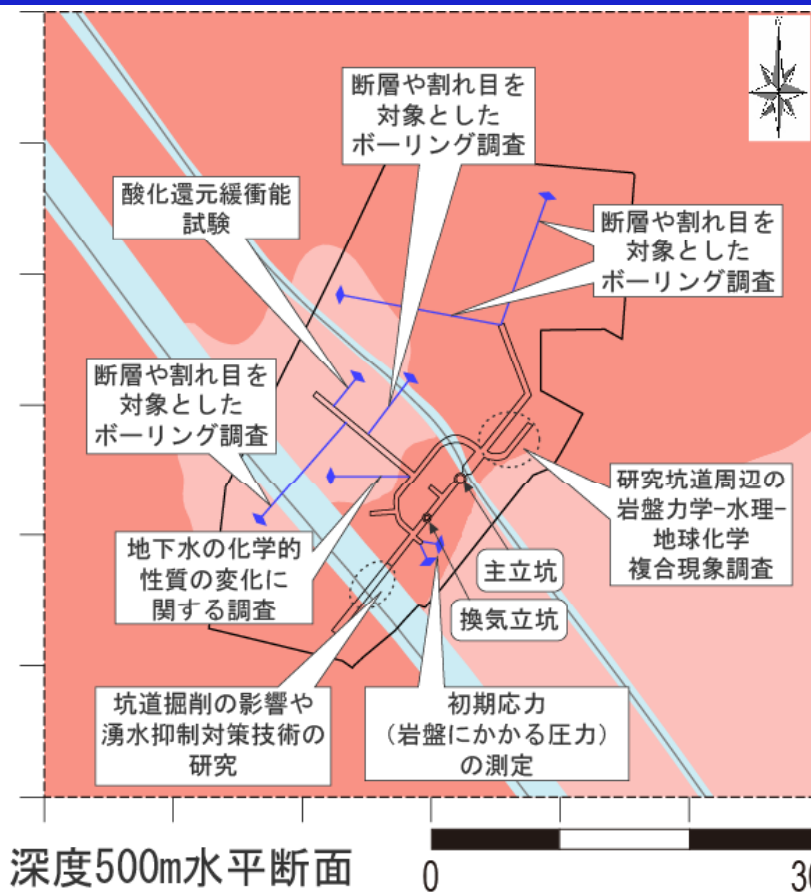 断層や割れ目を
対象とした
ボーリング調査
酸化還元緩衝能
試験
断層や割れ目を
対象とした
ボーリング調査
断層や割れ目を
対象とした
ボーリング調査
研究坑道周辺の
岩盤力学-水理-
地球化学
複合現象調査
地下水の化学的
性質の変化に
関する調査
主立坑
換気立坑
坑道掘削の影響や
湧水抑制対策技術の
研究
初期応力
（岩盤にかかる圧力）
の測定
深度500m水平断面
0